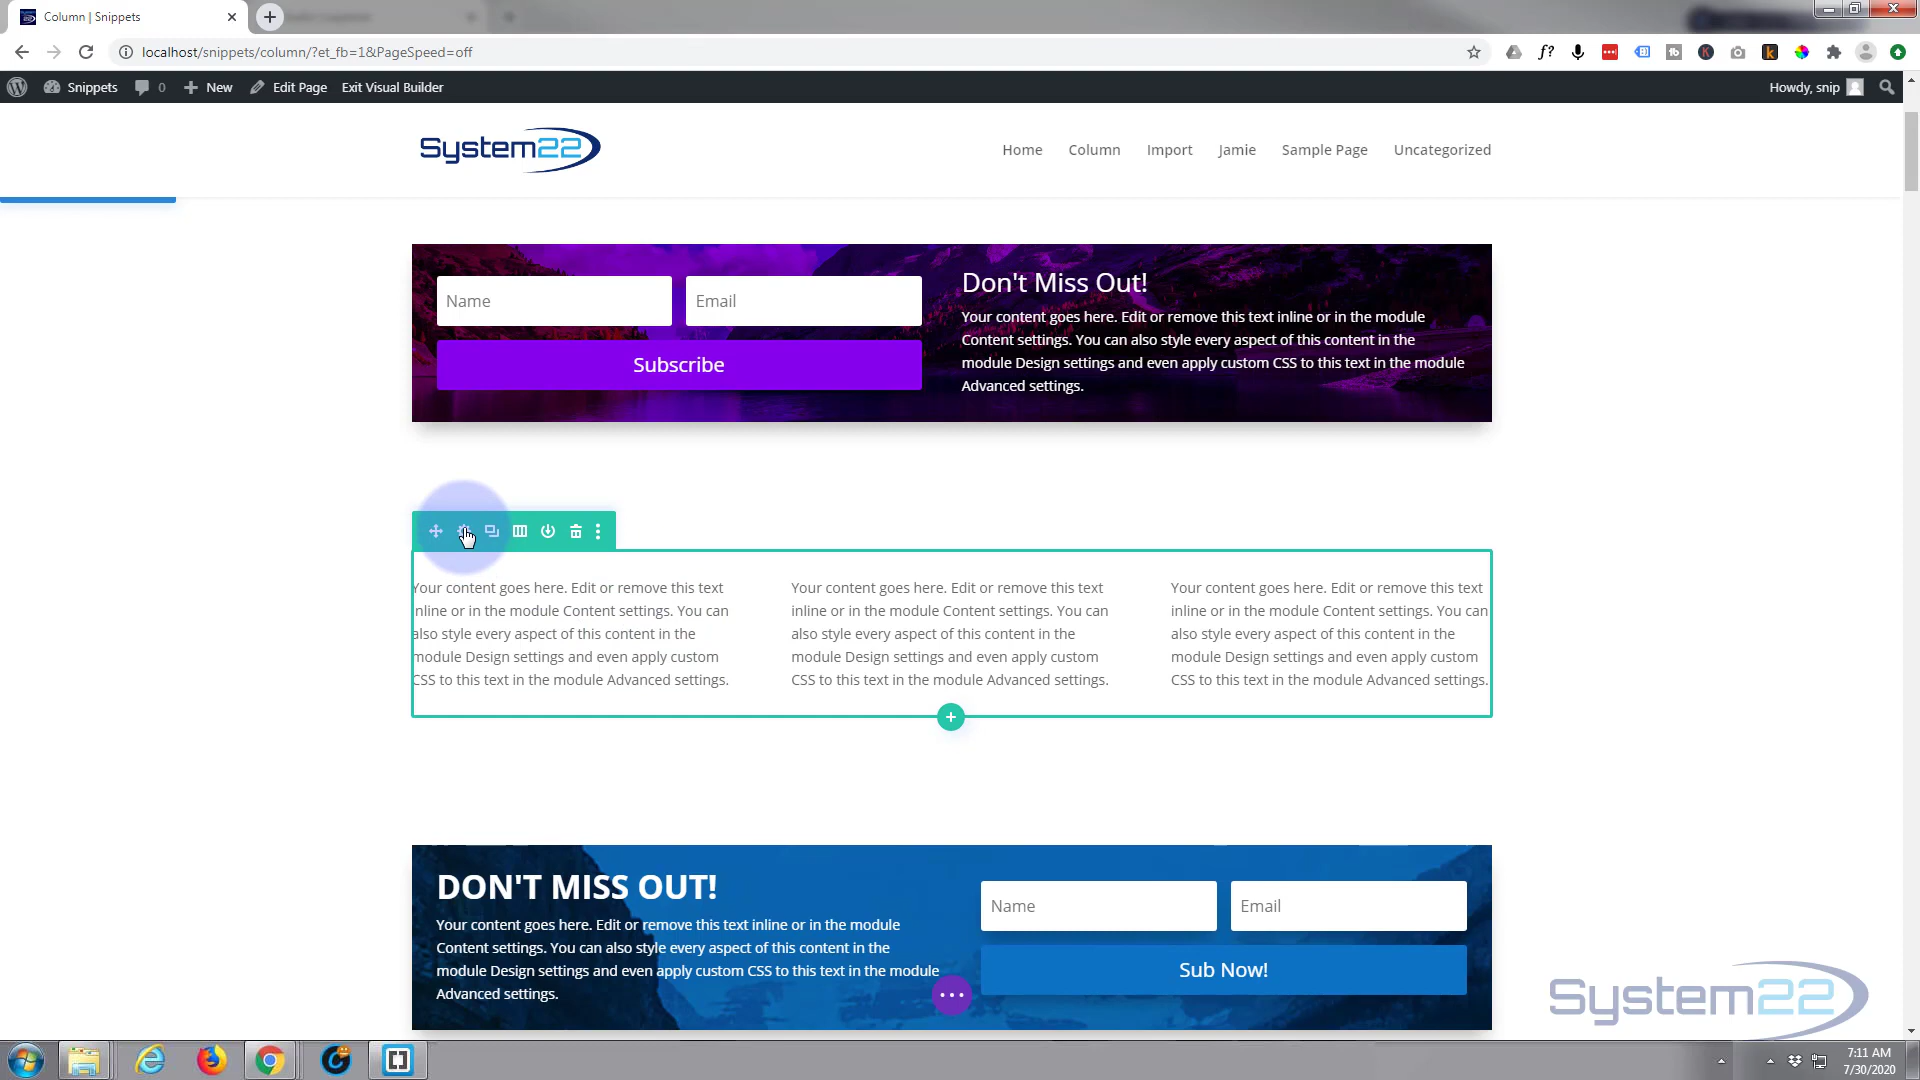 Column | Snippets
localhost/snippets/column/?et_fb=1&PageSpeed=off
Snippets 0 New Edit Page Exit Visual Builder Howdy, snip
System22 Home Column Import Jamie Sample Page Uncategorized
Name Email
Subscribe
Don't Miss Out!
Your content goes here. Edit or remove this text inline or in the module
Content settings. You can also style every aspect of this content in the
module Design settings and even apply custom CSS to this text in the module
Advanced settings.
Your content goes here. Edit or remove this text
inline or in the module Content settings. You can
also style every aspect of this content in the
module Design settings and even apply custom
CSS to this text in the module Advanced settings.
Your content goes here. Edit or remove this text
inline or in the module Content settings. You can
also style every aspect of this content in the
module Design settings and even apply custom
CSS to this text in the module Advanced settings.
Your content goes here. Edit or remove this text
inline or in the module Content settings. You can
also style every aspect of this content in the
module Design settings and even apply custom
CSS to this text in the module Advanced settings.
DON'T MISS OUT!
Your content goes here. Edit or remove this text inline or in the module
Content settings. You can also style every aspect of this content in the
module Design settings and even apply custom CSS to this text in the module
Advanced settings.
Name Email
Sub Now!
System22
7:11 AM
7/30/2020